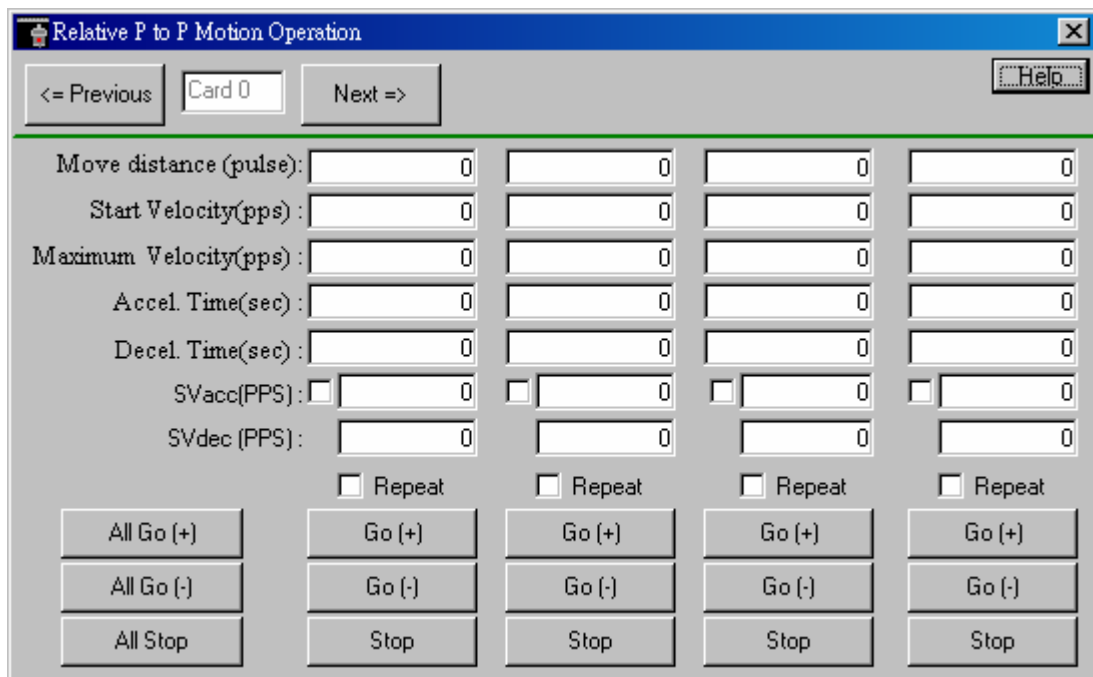 Relative P to P Motion Operation
<= Previous Card 0 Next => Help
Move distance (pulse): 0 0 0 0
Start Velocity(pps) : 0 0 0 0
Maximum Velocity(pps) : 0 0 0 0
Accel. Time(sec) : 0 0 0 0
Decel. Time(sec) : 0 0 0 0
SVacc(PPS) : 0 0 0 0
SVdec (PPS) : 0 0 0 0
Repeat Repeat Repeat Repeat
All Go (+) Go (+) Go (+) Go (+) Go (+)
All Go (-) Go (-) Go (-) Go (-) Go (-)
All Stop Stop Stop Stop Stop